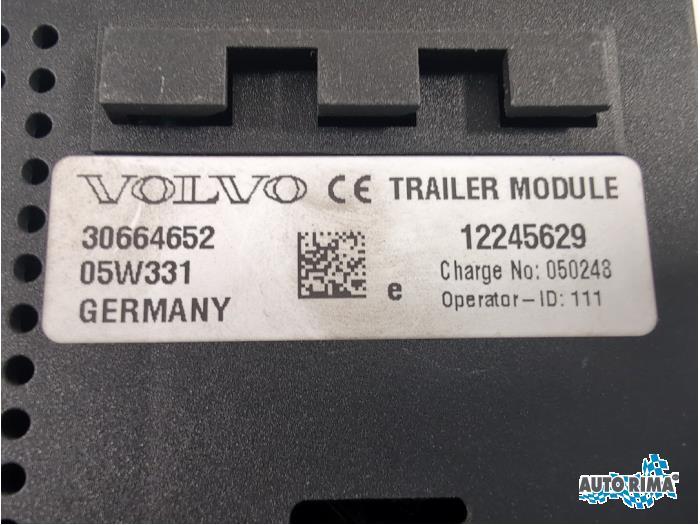 VOLVO CE TRAILER MODULE
30664652 12245629
05W331 Charge No: 050248
GERMANY e Operator-ID: 111
AUTO RIMA